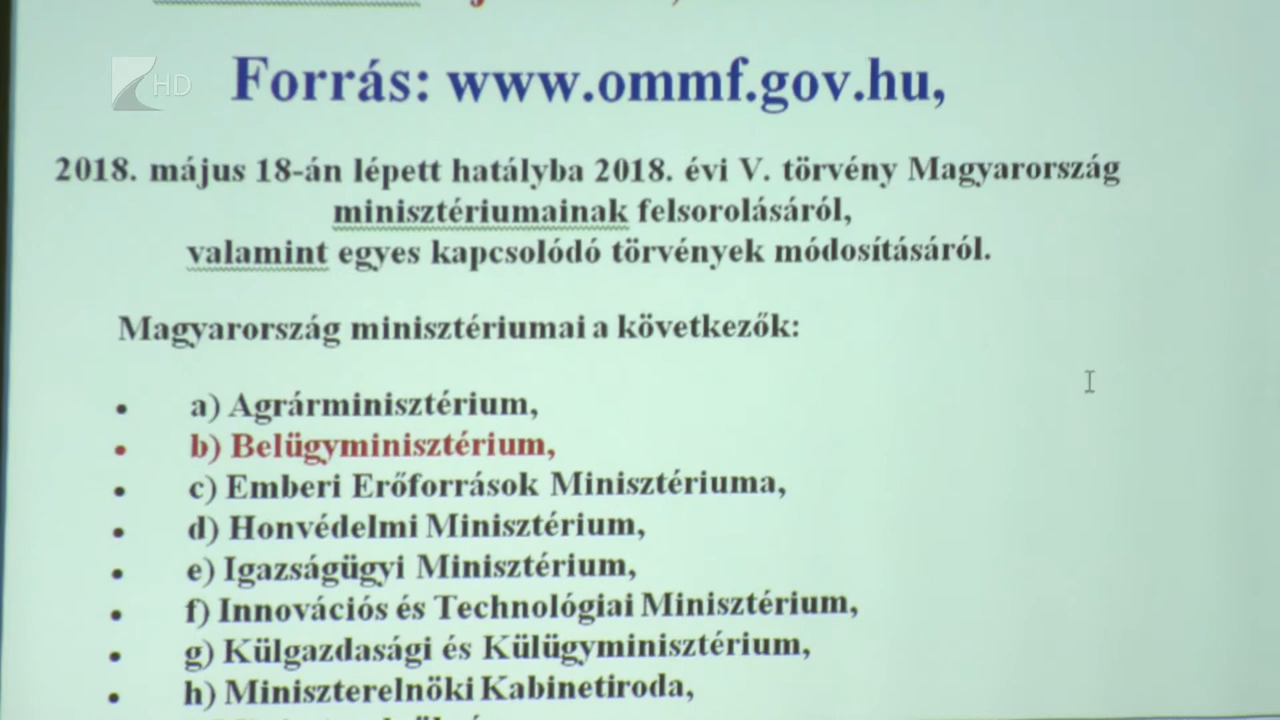 HD
Forrás: www.ommf.gov.hu,
2018. május 18-án lépett hatályba 2018. évi V. törvény Magyarország
minisztériumainak felsorolásáról,
valamint egyes kapcsolódó törvények módosításáról.
Magyarország minisztériumai a következők:
• a) Agrárminisztérium,
• b) Belügyminisztérium,
• c) Emberi Erőforrások Minisztériuma,
• d) Honvédelmi Minisztérium,
• e) Igazságügyi Minisztérium,
• f) Innovációs és Technológiai Minisztérium,
• g) Külgazdasági és Külügyminisztérium,
• h) Miniszterelnöki Kabinetiroda,